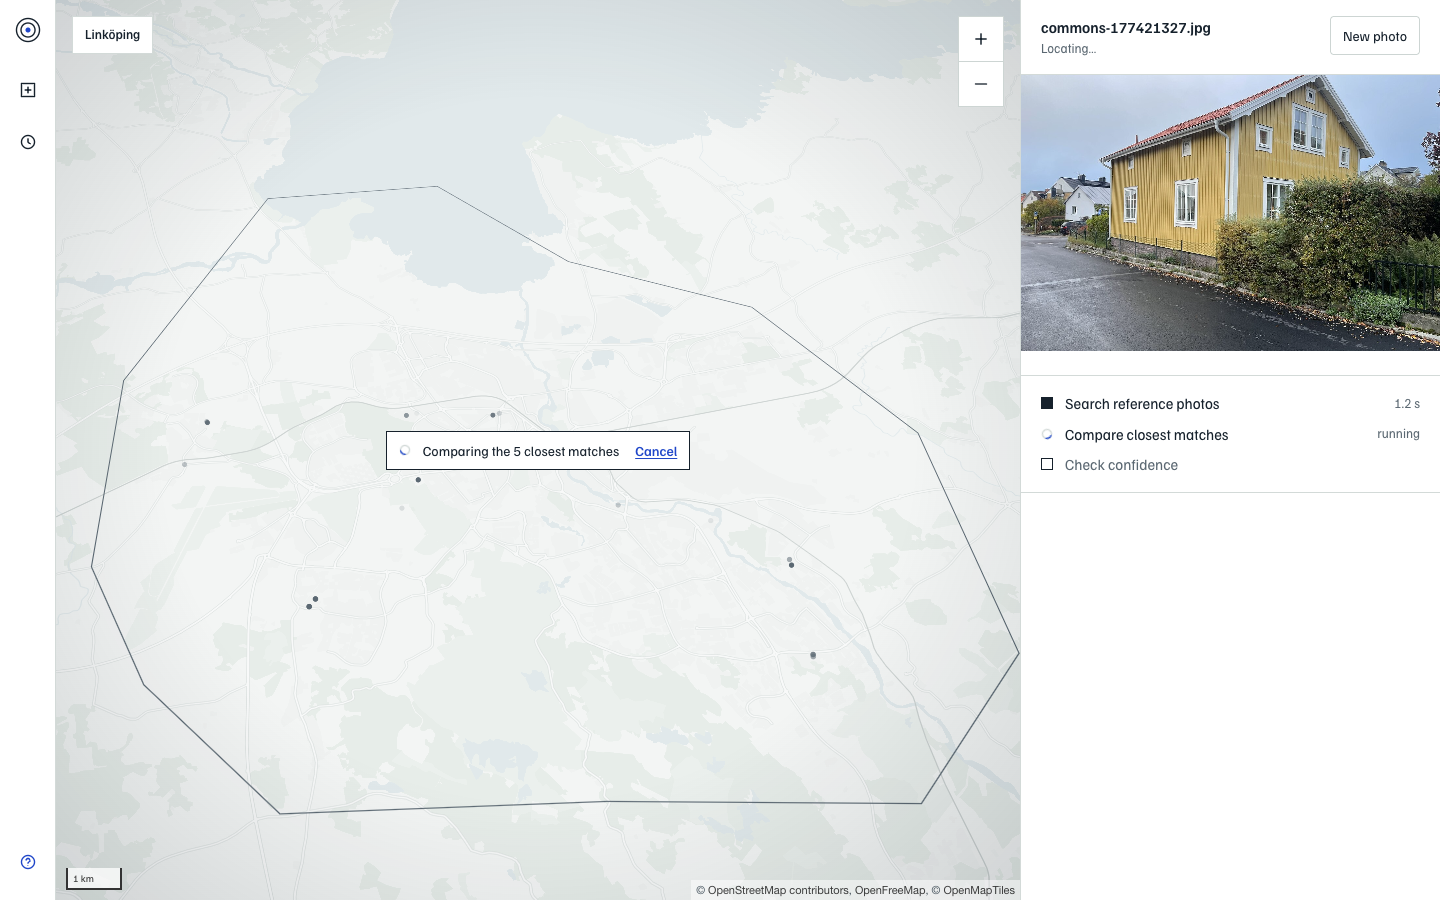 Linköping
+
−
Comparing the 5 closest matches Cancel
1 km
© OpenStreetMap contributors, OpenFreeMap, © OpenMapTiles
commons-177421327.jpg
Locating...
New photo
Search reference photos 1.2 s
Compare closest matches running
Check confidence